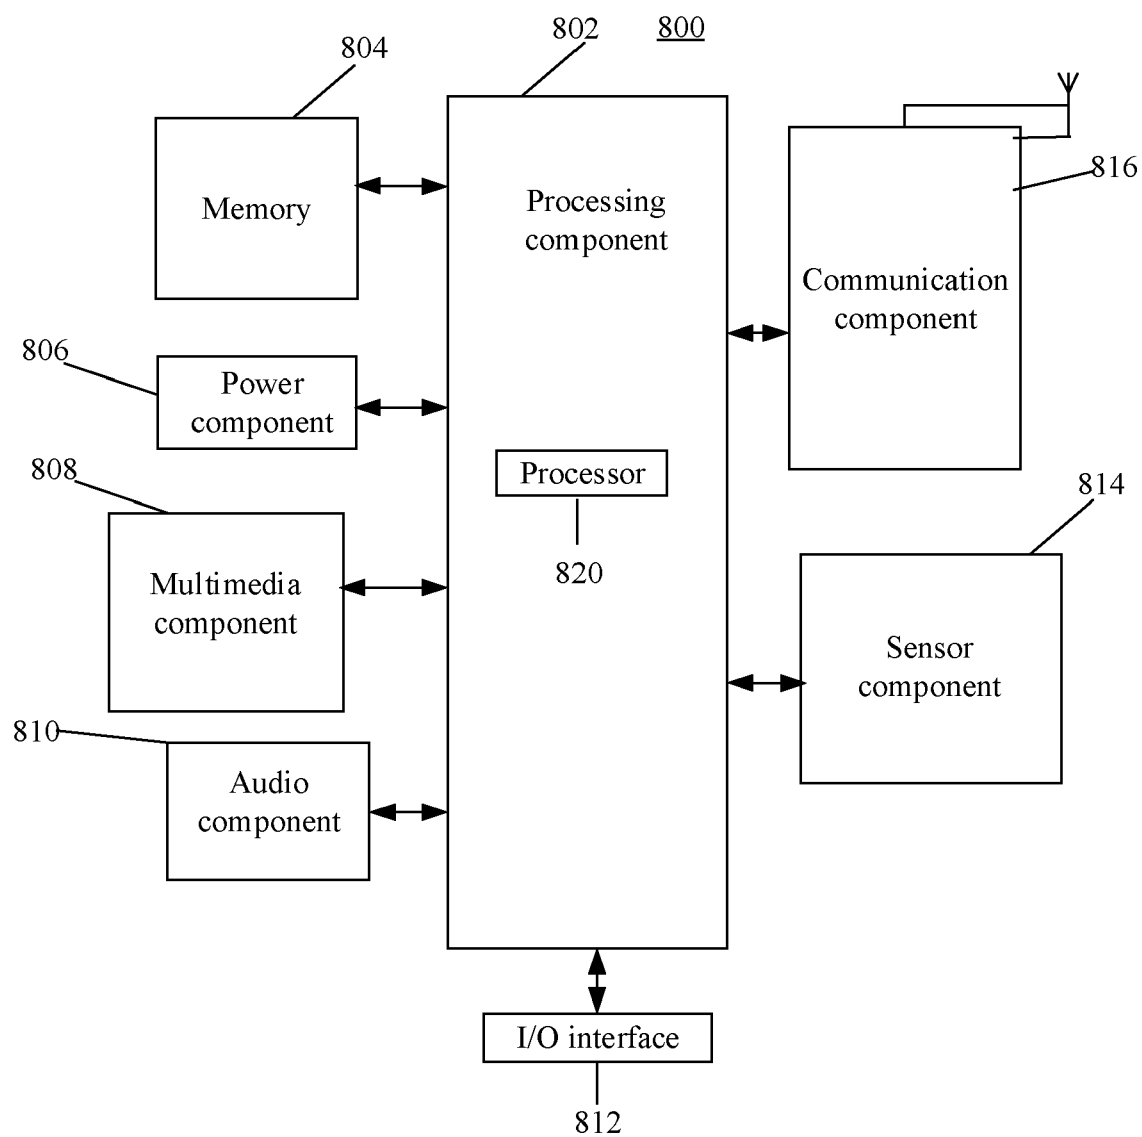 802
800
804
Memory
Processing
component
816
Communication
component
806
Power
component
808
Processor
820
814
Multimedia
component
Sensor
component
810
Audio
component
I/O interface
812